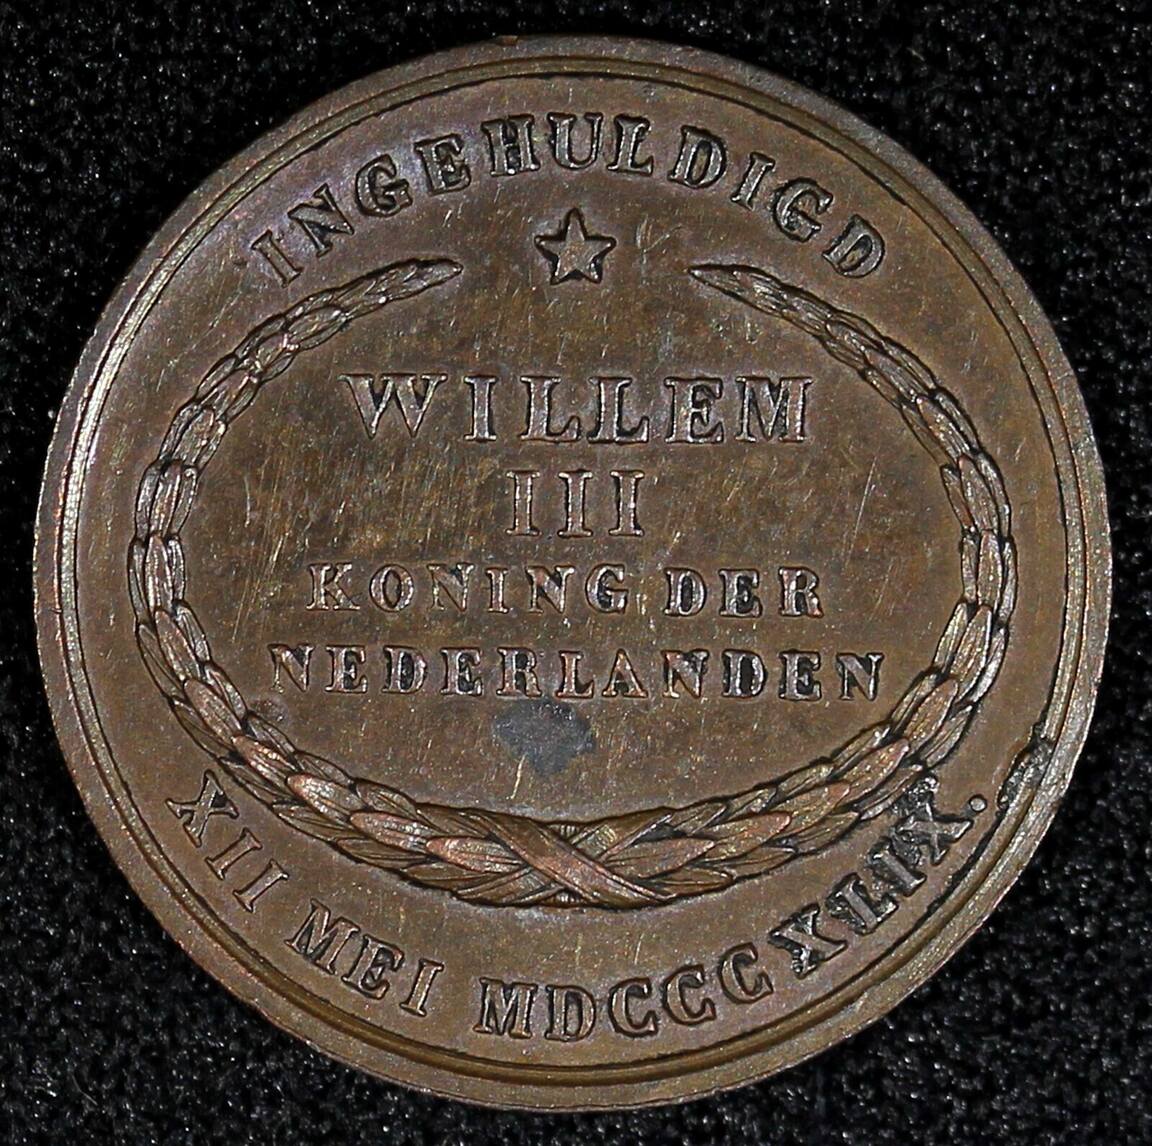 INGEHULDIGD
WILLEM
III
KONING DER
NEDERLANDEN
XII MEI MDCCCXLIX.